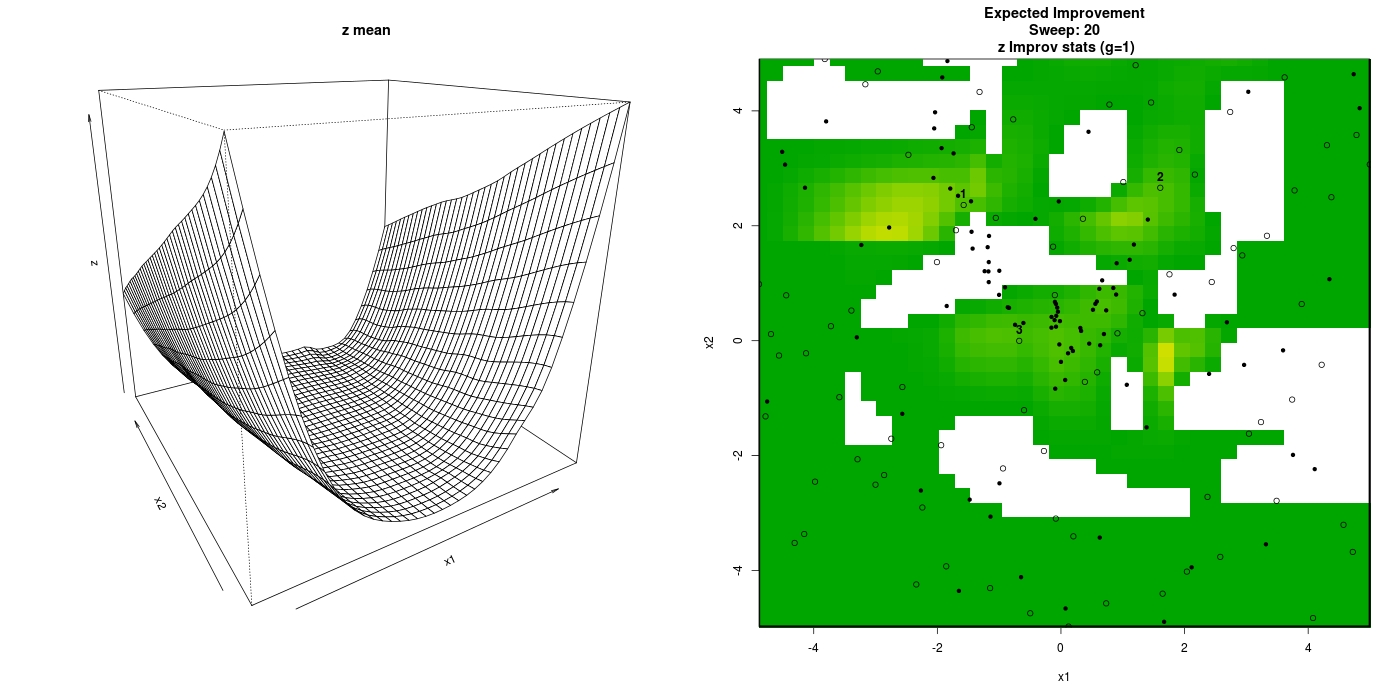 z mean
z
x2
x1
Expected Improvement
Sweep: 20
z Improv stats (g=1)
x2
4
2
0
-2
-4
1
2
3
-4
-2
0
2
4
x1